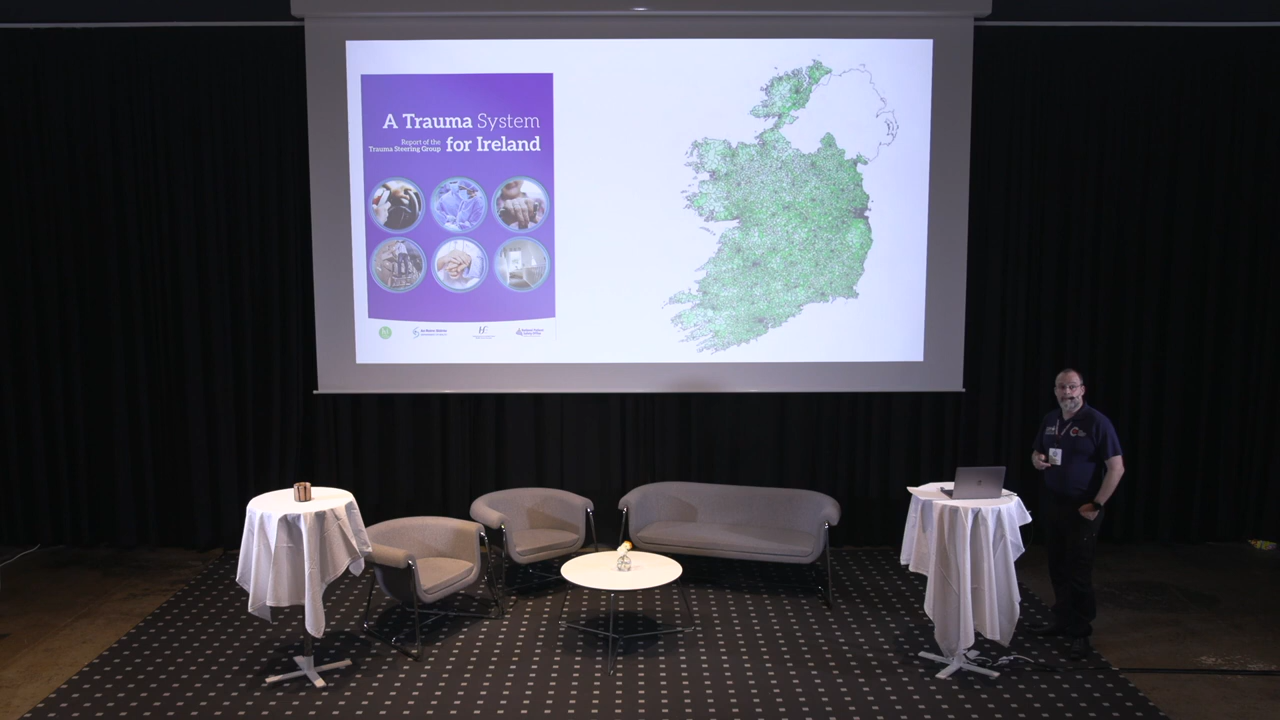 A Trauma System
Report of the
Trauma Steering Group
for Ireland